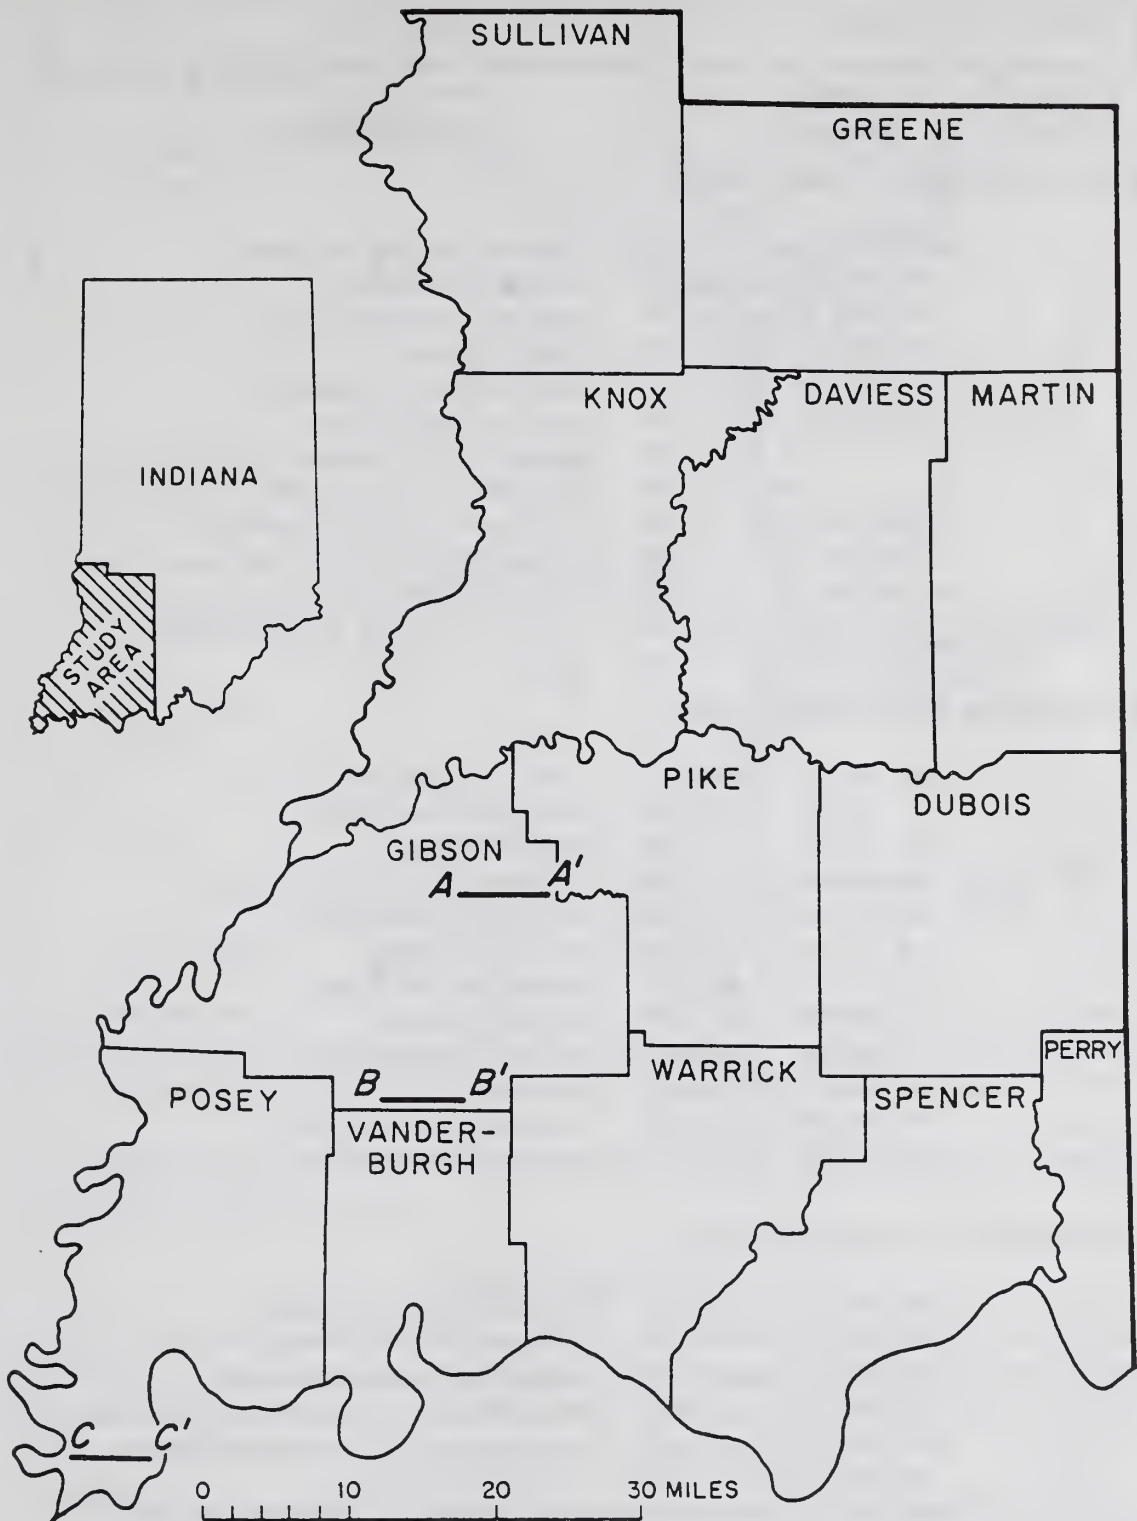 SULLIVAN
GREENE
KNOX
DAVIESS
MARTIN
INDIANA
STUDY
AREA
PIKE
DUBOIS
GIBSON
A
A'
PERRY
WARRICK
SPENCER
POSEY
B
B'
VANDER-
BURGH
C
C'
0 10 20 30 MILES